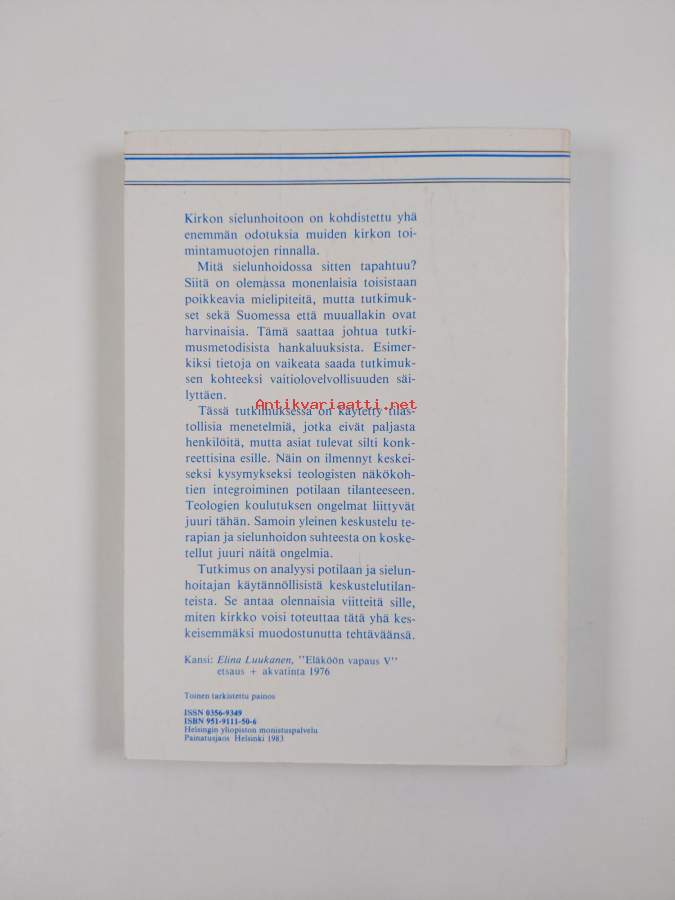 Kirkon sielunhoitoon on kohdistettu yhä
enemmän odotuksia muiden kirkon toi-
mintamuotojen rinnalla.
Mitä sielunhoidossa sitten tapahtuu?
Siitä on olemassa monenlaisia toisistaan
poikkeavia mielipiteitä, mutta tutkimuk-
set sekä Suomessa että muuallakin ovat
harvinaisia. Tämä saattaa johtua tutki-
musmetodisista hankaluuksista. Esimer-
kiksi tietoja on vaikeata saada tutkimuk-
sen kohteeksi vaitiolovelvollisuuden säi-
lyttäen.
Antikvariaatti.net
Tässä tutkimuksessa on käytetty tilas-
tollisia menetelmiä, jotka eivät paljasta
henkilöitä, mutta asiat tulevat silti konk-
reettisina esille. Näin on ilmennyt keskei-
seksi kysymykseksi teologisten näkökoh-
tien integroiminen potilaan tilanteeseen.
Teologien koulutuksen ongelmat liittyvät
juuri tähän. Samoin yleinen keskustelu te-
rapian ja sielunhoidon suhteesta on koske-
tellut juuri näitä ongelmia.
Tutkimus on analyysi potilaan ja sielun-
hoitajan käytännöllisistä keskustelutilan-
teista. Se antaa olennaisia viitteitä sille,
miten kirkko voisi toteuttaa tätä yhä kes-
keisemmäksi muodostunutta tehtäväänsä.
Kansi: Elina Luukanen, "Eläköön vapaus V"
etsaus + akvatinta 1976
Toinen tarkistettu painos
ISSN 0356-9349
ISBN 951-9111-50-6
Helsingin yliopiston monistuspalvelu
Painatusjaos Helsinki 1983